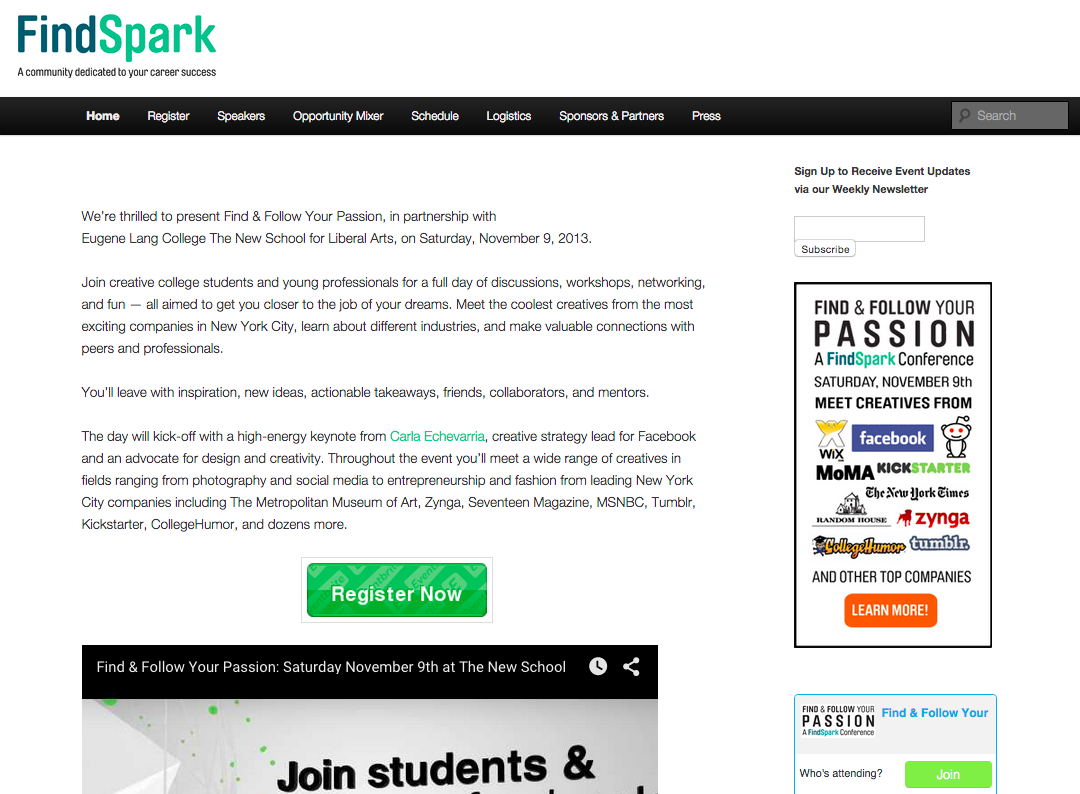 FindSpark
A community dedicated to your career success
Home Register Speakers Opportunity Mixer Schedule Logistics Sponsors & Partners Press Search
We're thrilled to present Find & Follow Your Passion, in partnership with
Eugene Lang College The New School for Liberal Arts, on Saturday, November 9, 2013.
Join creative college students and young professionals for a full day of discussions, workshops, networking,
and fun — all aimed to get you closer to the job of your dreams. Meet the coolest creatives from the most
exciting companies in New York City, learn about different industries, and make valuable connections with
peers and professionals.
You'll leave with inspiration, new ideas, actionable takeaways, friends, collaborators, and mentors.
The day will kick-off with a high-energy keynote from Carla Echevarria, creative strategy lead for Facebook
and an advocate for design and creativity. Throughout the event you'll meet a wide range of creatives in
fields ranging from photography and social media to entrepreneurship and fashion from leading New York
City companies including The Metropolitan Museum of Art, Zynga, Seventeen Magazine, MSNBC, Tumblr,
Kickstarter, CollegeHumor, and dozens more.
Register Now
Find & Follow Your Passion: Saturday November 9th at The New School
Join students &
Sign Up to Receive Event Updates
via our Weekly Newsletter
Subscribe
FIND & FOLLOW YOUR
PASSION
A FindSpark Conference
SATURDAY, NOVEMBER 9th
MEET CREATIVES FROM
WiX facebook
MoMA KICKSTARTER
The New York Times
RANDOM HOUSE zynga
CollegeHumor tumblr.
AND OTHER TOP COMPANIES
LEARN MORE!
FIND & FOLLOW YOUR
PASSION
A FindSpark Conference
Find & Follow Your
Who's attending? Join